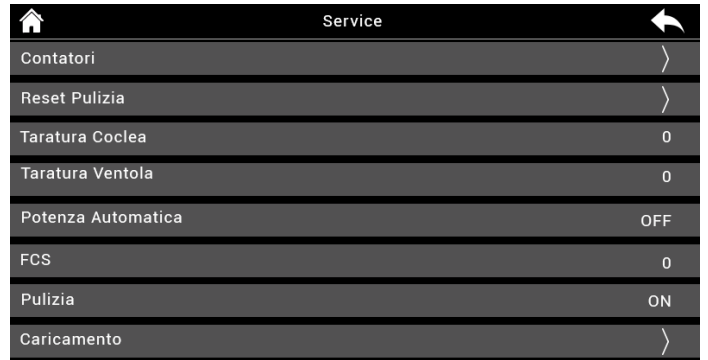 Service
Contatori
Reset Pulizia
Taratura Coclea 0
Taratura Ventola 0
Potenza Automatica OFF
FCS 0
Pulizia ON
Caricamento